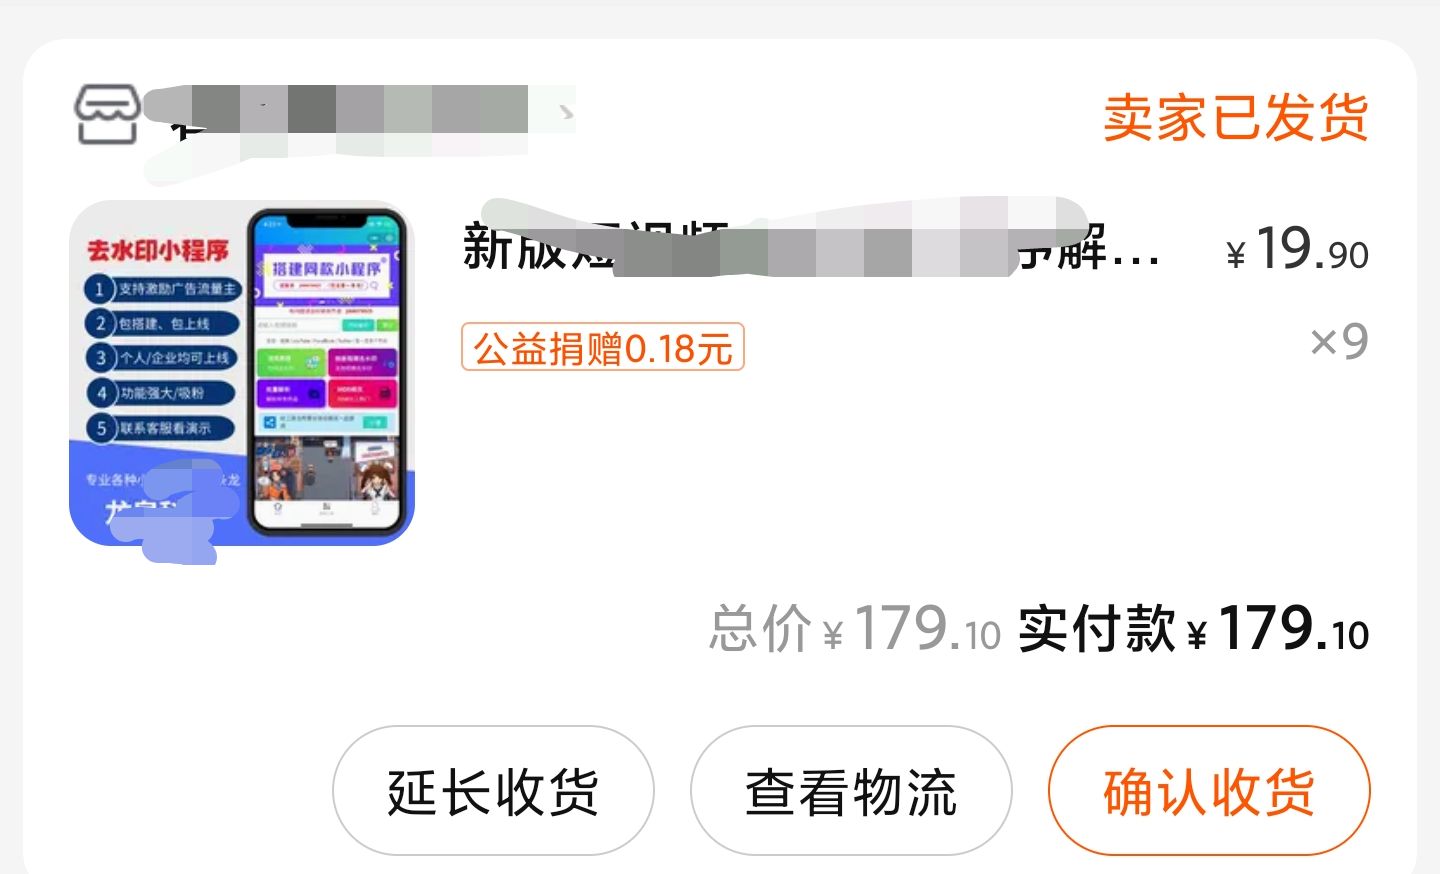 卖家已发货
新版短视频
解...
¥19.90
公益捐赠0.18元
×9
去水印小程序
1 支持激励广告流量主
2 包搭建、包上线
3 个人/企业均可上线
4 功能强大/吸粉
5 联系客服看演示
专业各种小
龙
搭建同款小程序
总价¥179.10 实付款¥179.10
延长收货
查看物流
确认收货